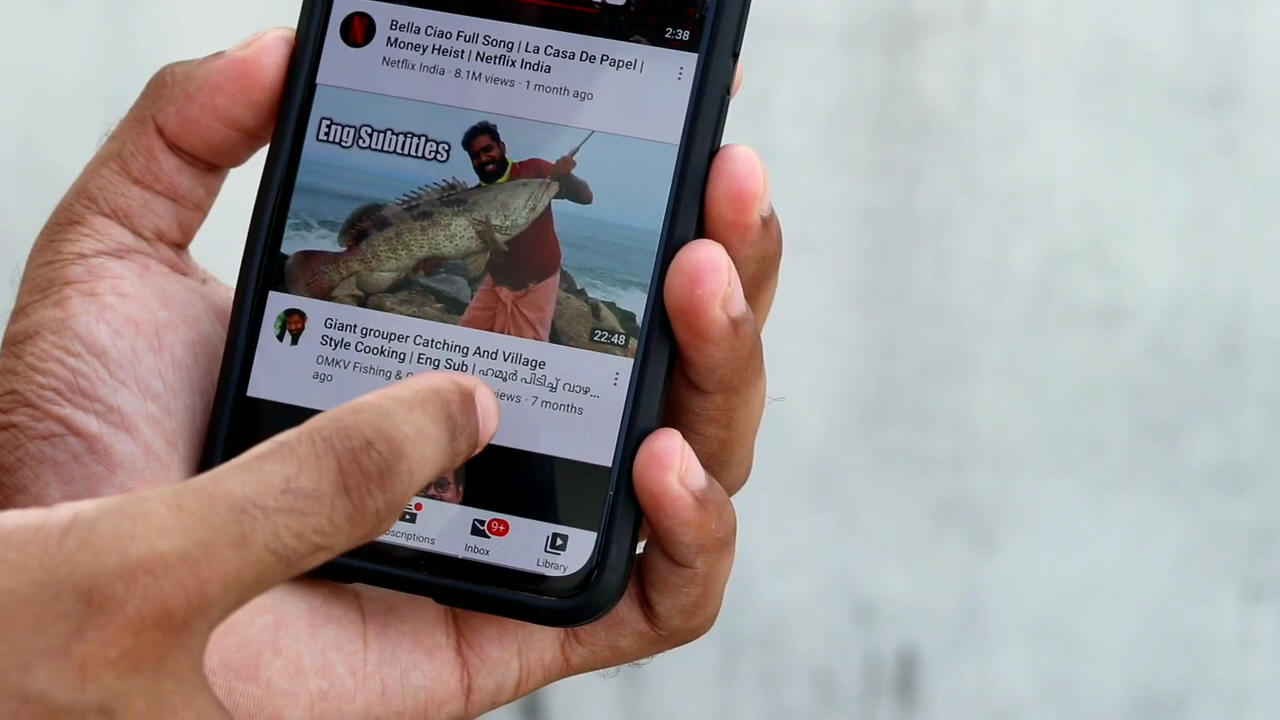 2:38
Bella Ciao Full Song | La Casa De Papel |
Money Heist | Netflix India
Netflix India · 8.1M views · 1 month ago
Eng Subtitles
22:48
Giant grouper Catching And Village
Style Cooking | Eng Sub | ഹമൂർ പിടിച്ച് വാഴ...
OMKV Fishing & 7 months
ago
9+
Inbox
Library